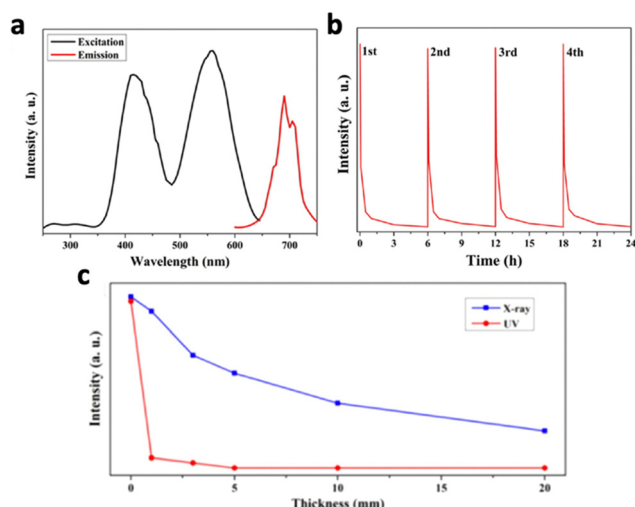 a
Excitation
Emission
Intensity (a. u.)
300 400 500 600 700
Wavelength (nm)
b
1st 2nd 3rd 4th
Intensity (a. u.)
0 3 6 9 12 15 18 21 24
Time (h)
c
X-ray
UV
Intensity (a. u.)
0 5 10 15 20
Thickness (mm)